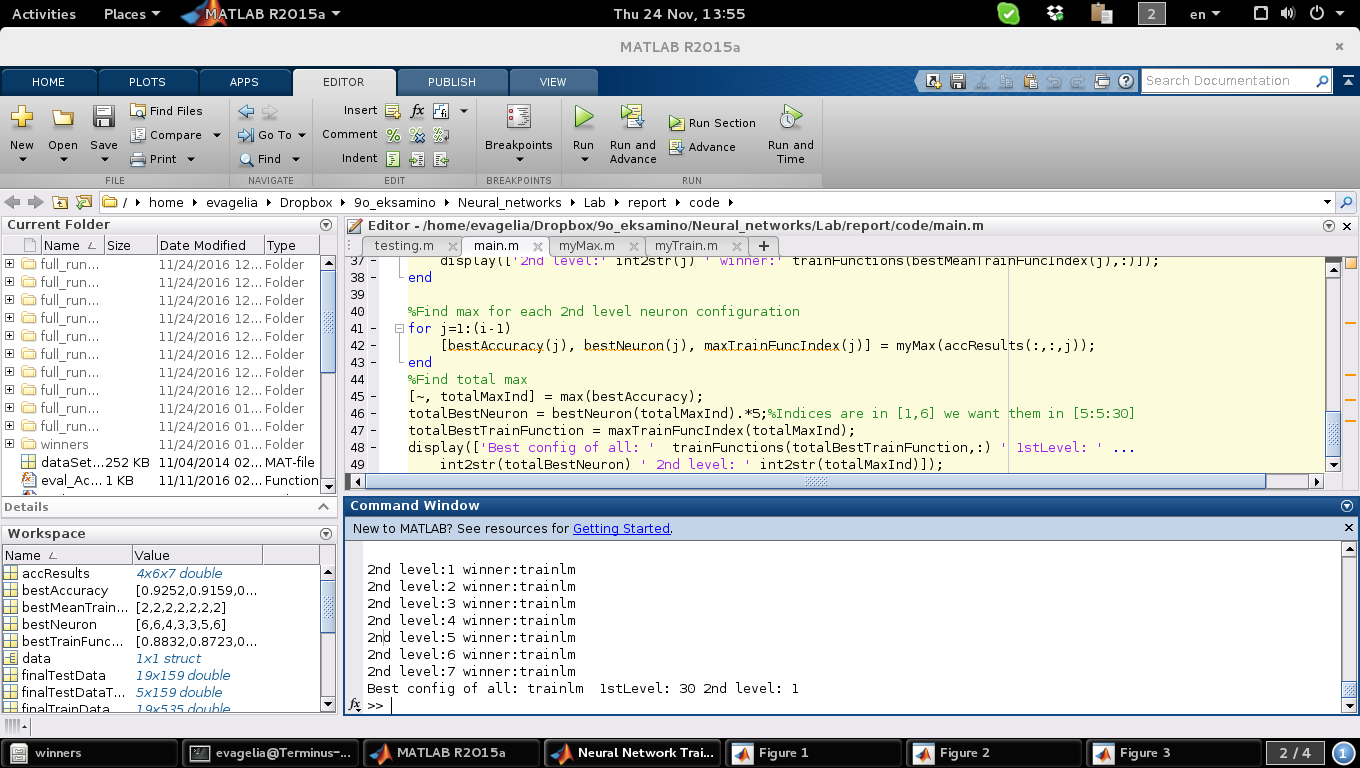 Activities Places MATLAB R2015a Thu 24 Nov, 13:55 2 en
MATLAB R2015a
HOME PLOTS APPS EDITOR PUBLISH VIEW Search Documentation
New Open Save Find Files Compare Print
Go To Find
Insert fx Comment Indent
Breakpoints
Run Run and Advance Run Section Advance Run and Time
FILE NAVIGATE EDIT BREAKPOINTS RUN
/ home evagelia Dropbox 9o_eksamino Neural_networks Lab report code
Current Folder
Name Size Date Modified Type
full_run... 11/24/2016 12... Folder
full_run... 11/24/2016 12... Folder
full_run... 11/24/2016 12... Folder
full_run... 11/24/2016 12... Folder
full_run... 11/24/2016 12... Folder
full_run... 11/24/2016 12... Folder
full_run... 11/24/2016 12... Folder
full_run... 11/24/2016 12... Folder
full_run... 11/24/2016 01... Folder
full_run... 11/24/2016 01... Folder
winners 11/24/2016 01... Folder
dataSet... 252 KB 11/04/2014 02... MAT-file
eval_Ac... 1 KB 11/11/2016 02... Function
Details
Workspace
Name Value
accResults 4x6x7 double
bestAccuracy [0.9252,0.9159,0...
bestMeanTrain... [2,2,2,2,2,2,2]
bestNeuron [6,6,4,3,3,5,6]
bestTrainFunc... [0.8832,0.8723,0...
data 1x1 struct
finalTestData 19x159 double
finalTestDataT... 5x159 double
finalTrainData 19x535 double
Editor - /home/evagelia/Dropbox/9o_eksamino/Neural_networks/Lab/report/code/main.m
testing.m main.m myMax.m myTrain.m
37 display(['2nd level:' int2str(j) ' winner:' trainFunctions(bestMeanTrainFuncIndex(j),:)]);
38 end
39
40 %Find max for each 2nd level neuron configuration
41 for j=1:(i-1)
42 [bestAccuracy(j), bestNeuron(j), maxTrainFuncIndex(j)] = myMax(accResults(:,:,j));
43 end
44 %Find total max
45 [~, totalMaxInd] = max(bestAccuracy);
46 totalBestNeuron = bestNeuron(totalMaxInd).*5;%Indices are in [1,6] we want them in [5:5:30]
47 totalBestTrainFunction = maxTrainFuncIndex(totalMaxInd);
48 display(['Best config of all: '  trainFunctions(totalBestTrainFunction,:) ' 1stLevel: ' ...
49 int2str(totalBestNeuron) ' 2nd level: ' int2str(totalMaxInd)]);
Command Window
New to MATLAB? See resources for Getting Started.
2nd level:1 winner:trainlm
2nd level:2 winner:trainlm
2nd level:3 winner:trainlm
2nd level:4 winner:trainlm
2nd level:5 winner:trainlm
2nd level:6 winner:trainlm
2nd level:7 winner:trainlm
Best config of all: trainlm  1stLevel: 30 2nd level: 1
fx >>
winners evagelia@Terminus-... MATLAB R2015a Neural Network Trai... Figure 1 Figure 2 Figure 3 2 / 4 1